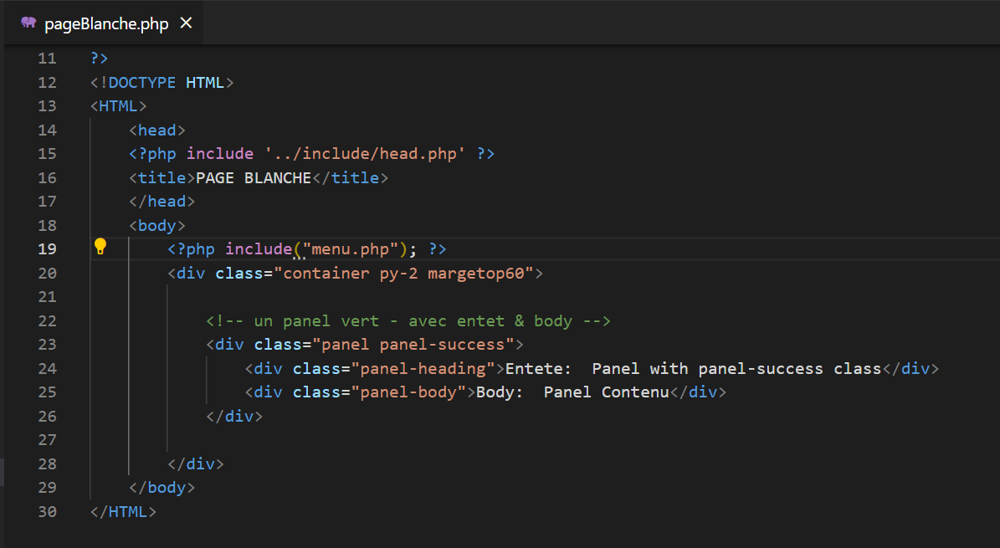 pageBlanche.php
11 ?>
12 <!DOCTYPE HTML>
13 <HTML>
14 <head>
15 <?php include '../include/head.php' ?>
16 <title>PAGE BLANCHE</title>
17 </head>
18 <body>
19 <?php include("menu.php"); ?>
20 <div class="container py-2 margetop60">
21
22 <!-- un panel vert - avec entet & body -->
23 <div class="panel panel-success">
24 <div class="panel-heading">Entete:  Panel with panel-success class</div>
25 <div class="panel-body">Body:  Panel Contenu</div>
26 </div>
27
28 </div>
29 </body>
30 </HTML>